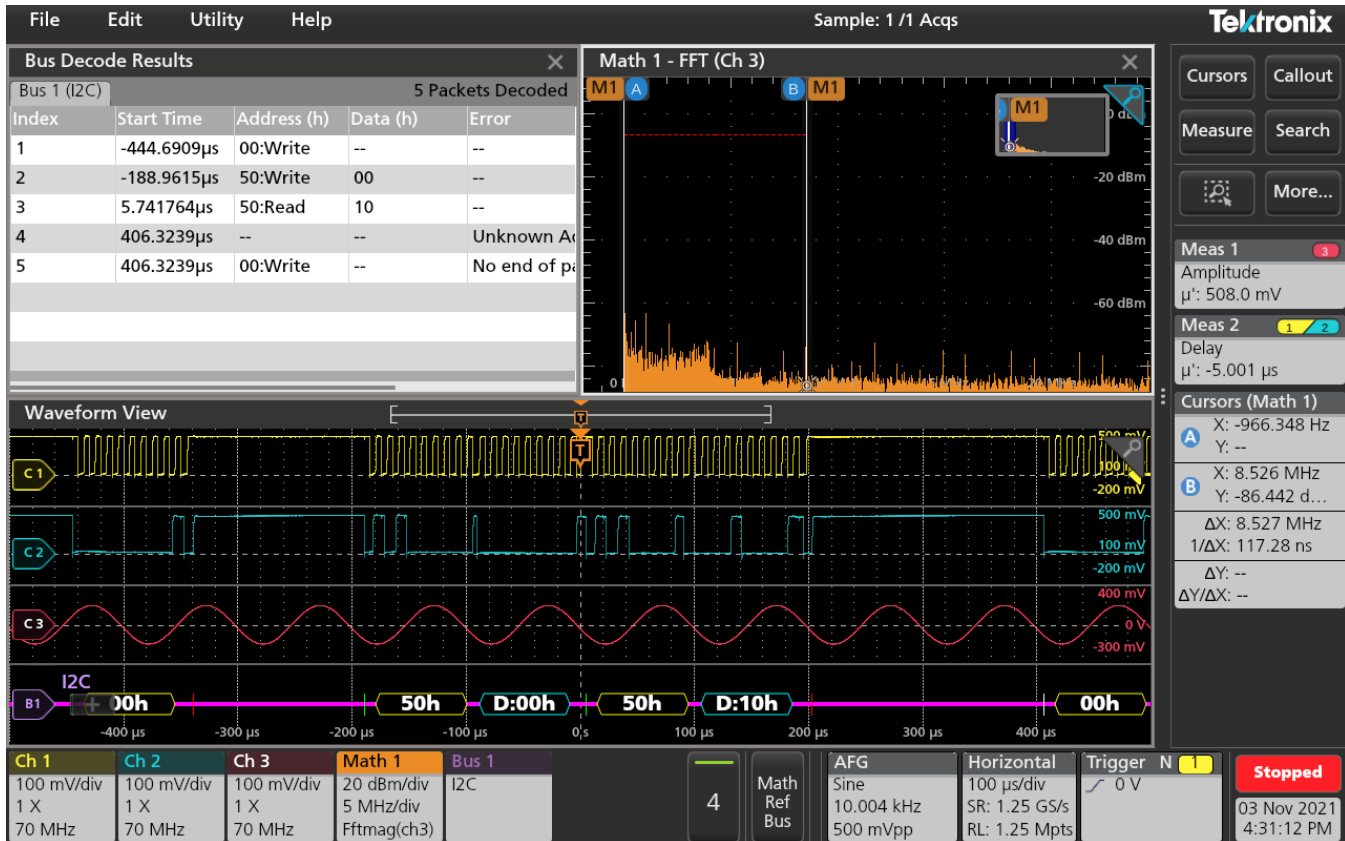 File Edit Utility Help Sample: 1 /1 Acqs Tektronix
Bus Decode Results
Bus 1 (I2C) 5 Packets Decoded
Index Start Time Address (h) Data (h) Error
1 -444.6909µs 00:Write -- --
2 -188.9615µs 50:Write 00 --
3 5.741764µs 50:Read 10 --
4 406.3239µs -- -- Unknown
5 406.3239µs 00:Write -- No end of
Math 1 - FFT (Ch 3)
M1 A B M1
M1
-20 dBm
-40 dBm
-60 dBm
Cursors Callout
Measure Search
More...
Meas 1 3
Amplitude
µ': 508.0 mV
Meas 2 1 2
Delay
µ': -5.001 µs
Cursors (Math 1)
A X: -966.348 Hz
Y: --
B X: 8.526 MHz
Y: -86.442 d...
ΔX: 8.527 MHz
1/ΔX: 117.28 ns
ΔY: --
ΔY/ΔX: --
Waveform View
T
T
C 1
500 mV
100
-200 mV
C 2
500 mV
100 mV
-200 mV
C 3
400 mV
0 V
-300 mV
I2C
B1 + 00h 50h D:00h 50h D:10h 00h
-400 µs -300 µs -200 µs -100 µs 0s 100 µs 200 µs 300 µs 400 µs
Ch 1
100 mV/div
1 X
70 MHz
Ch 2
100 mV/div
1 X
70 MHz
Ch 3
100 mV/div
1 X
70 MHz
Math 1
20 dBm/div
5 MHz/div
Fftmag(ch3)
Bus 1
I2C
4
Math
Ref
Bus
AFG
Sine
10.004 kHz
500 mVpp
Horizontal
100 µs/div
SR: 1.25 GS/s
RL: 1.25 Mpts
Trigger N 1
0 V
Stopped
03 Nov 2021
4:31:12 PM